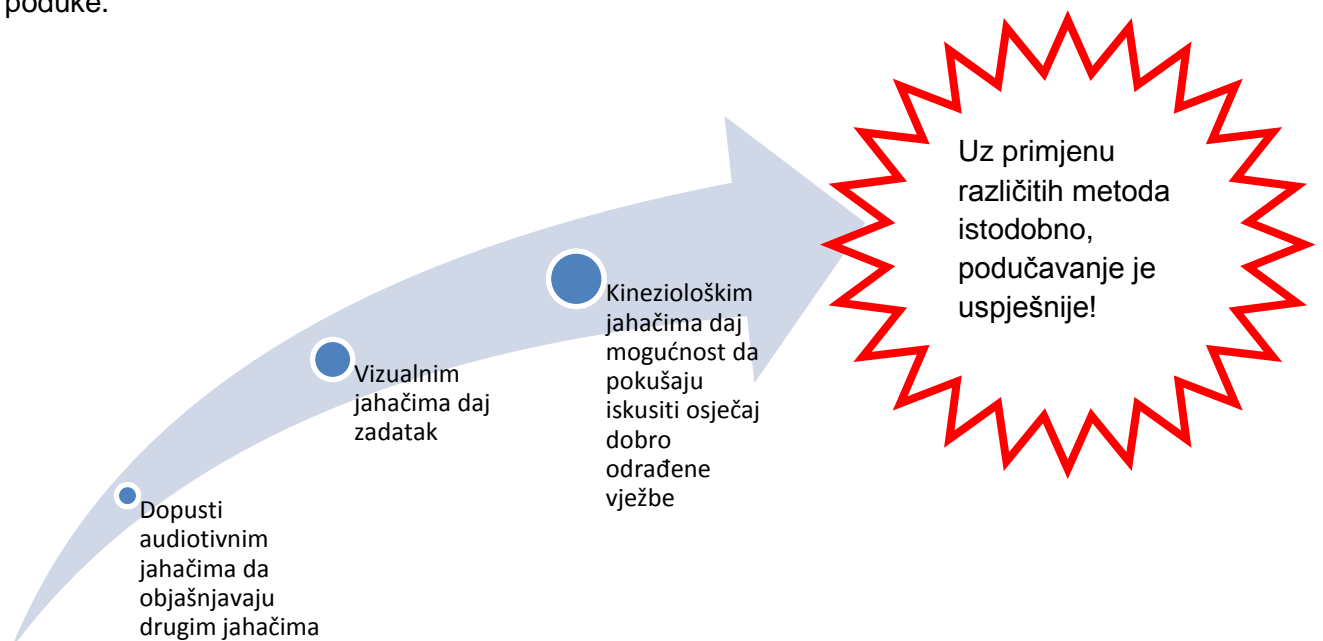 poduke.
Dopusti
audiotivnim
jahačima da
objašnjavaju
drugim jahačima
Vizualnim
jahačima daj
zadatak
Kineziološkim
jahačima daj
mogućnost da
pokušaju
iskusiti osječaj
dobro
odrađene
vježbe
Uz primjenu
različitih metoda
istodobno,
podučavanje je
uspješnije!